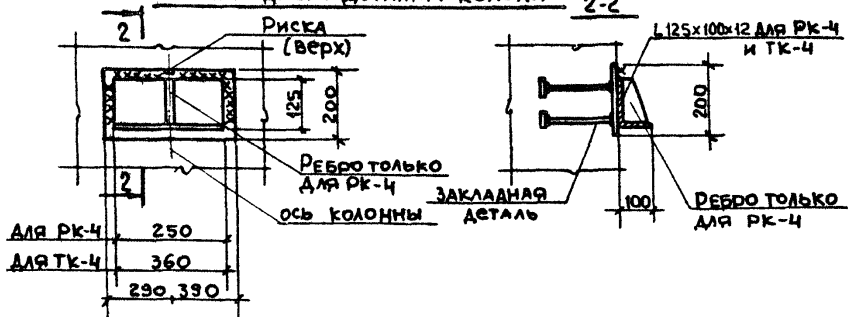 2
2-2
Риска
(верх)
L 125х100х12 для РК-4
и ТК-4
125
200
200
Ребро только
для РК-4
2
закладная
деталь
100
Ребро только
для РК-4
ось колонны
для РК-4
250
для ТК-4
360
290
390